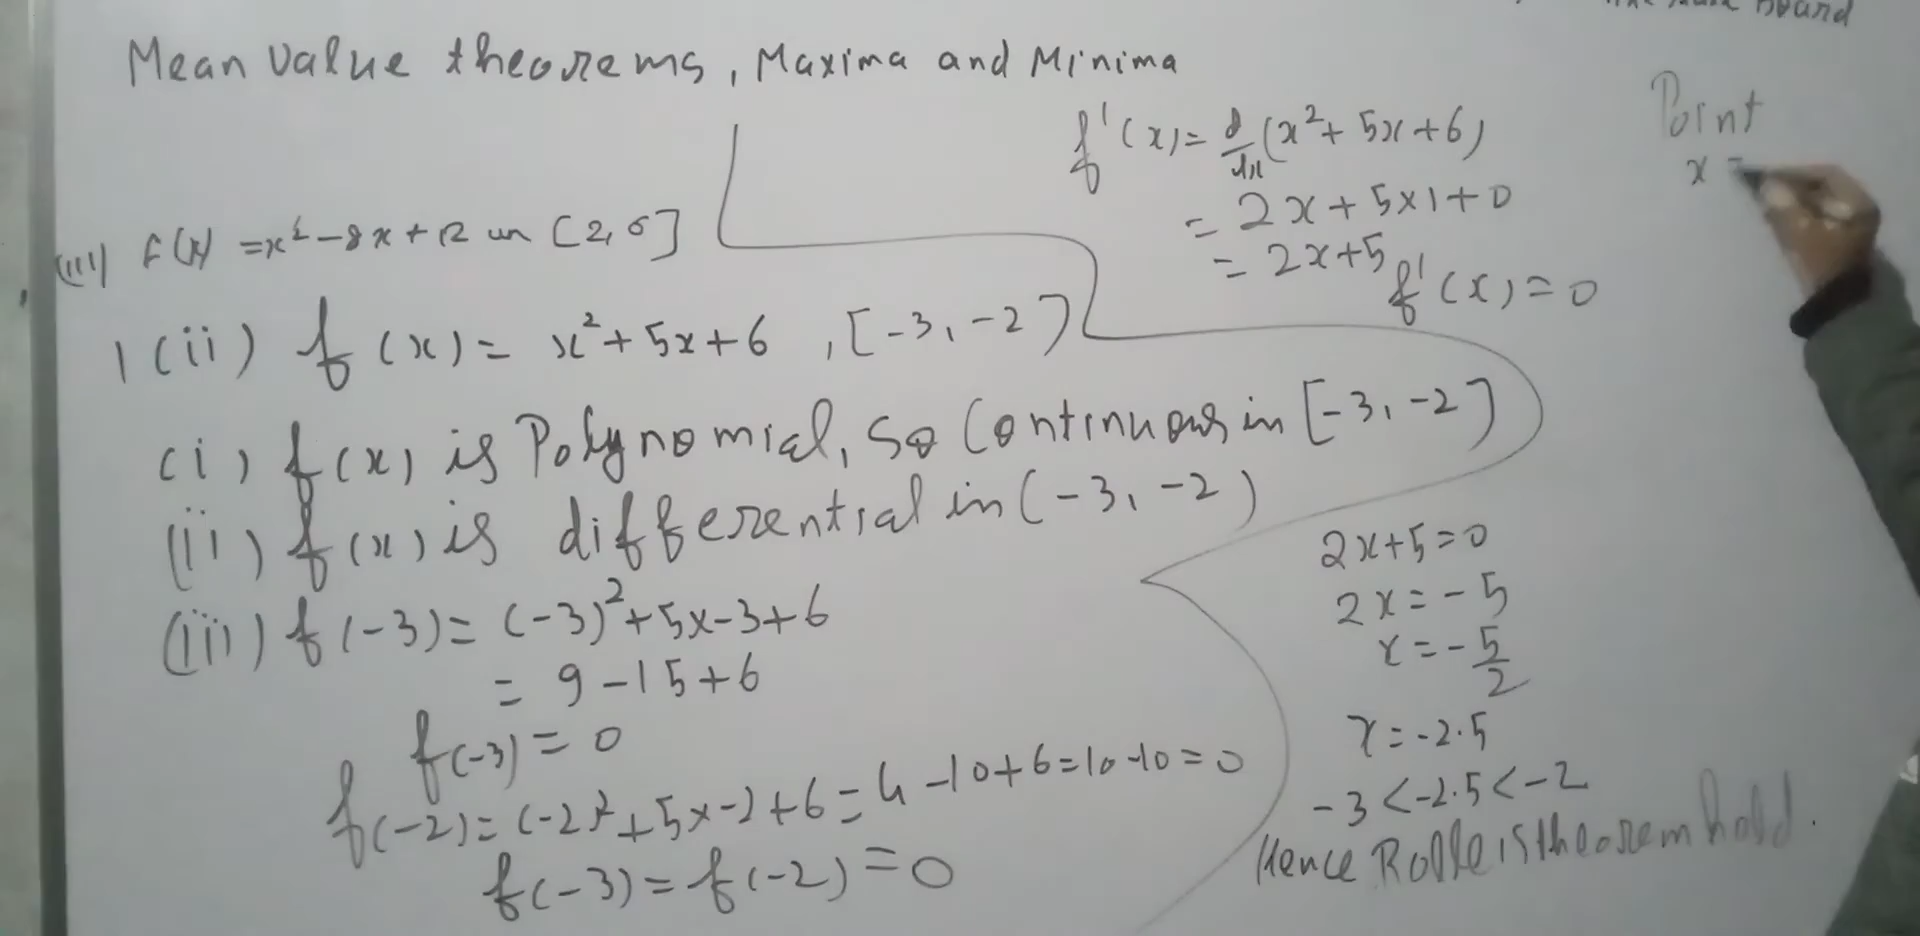 Board
Mean value theorems, Maxima and Minima
(iii) f(x) = x² - 8x + 12 in [2, 6]
1 (ii) f(x) = x² + 5x + 6, [-3, -2]
(i) f(x) is Polynomial, so Continuous in [-3, -2]
(ii) f(x) is differential in (-3, -2)
(iii) f(-3) = (-3)² + 5x-3+6
= 9 - 15 + 6
f(-3) = 0
f(-2) = (-2)² + 5x-2+6 = 4 - 10 + 6 = 10 - 10 = 0
f(-3) = f(-2) = 0
f'(x) = d/dx (x² + 5x + 6)
= 2x + 5x1 + 0
= 2x + 5
f'(x) = 0
2x + 5 = 0
2x = -5
x = -5/2
x = -2.5
-3 < -2.5 < -2
Hence Rolle's theorem hold.
Point
x =